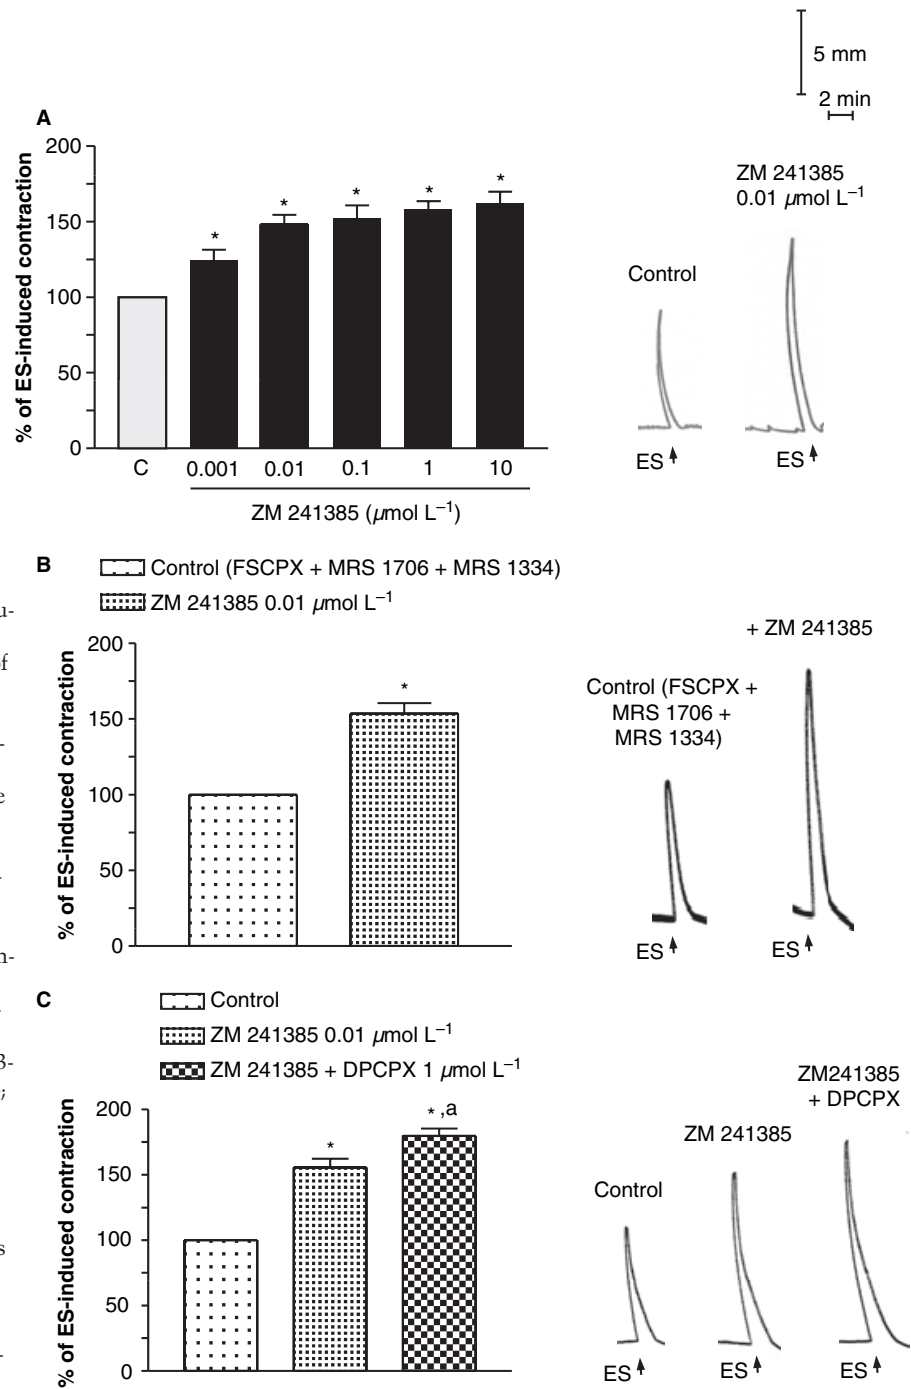 5 mm
2 min
A
% of ES-induced contraction
200
150
100
50
0
*
*
*
*
*
C 0.001 0.01 0.1 1 10
ZM 241385 (µmol L⁻¹)
Control
ZM 241385
0.01 µmol L⁻¹
ES
ES
B
Control (FSCPX + MRS 1706 + MRS 1334)
ZM 241385 0.01 µmol L⁻¹
% of ES-induced contraction
200
150
100
50
0
*
Control (FSCPX +
MRS 1706 +
MRS 1334)
+ ZM 241385
ES
ES
C
Control
ZM 241385 0.01 µmol L⁻¹
ZM 241385 + DPCPX 1 µmol L⁻¹
% of ES-induced contraction
200
150
100
50
0
*
*,a
Control
ZM 241385
ZM241385
+ DPCPX
ES
ES
ES